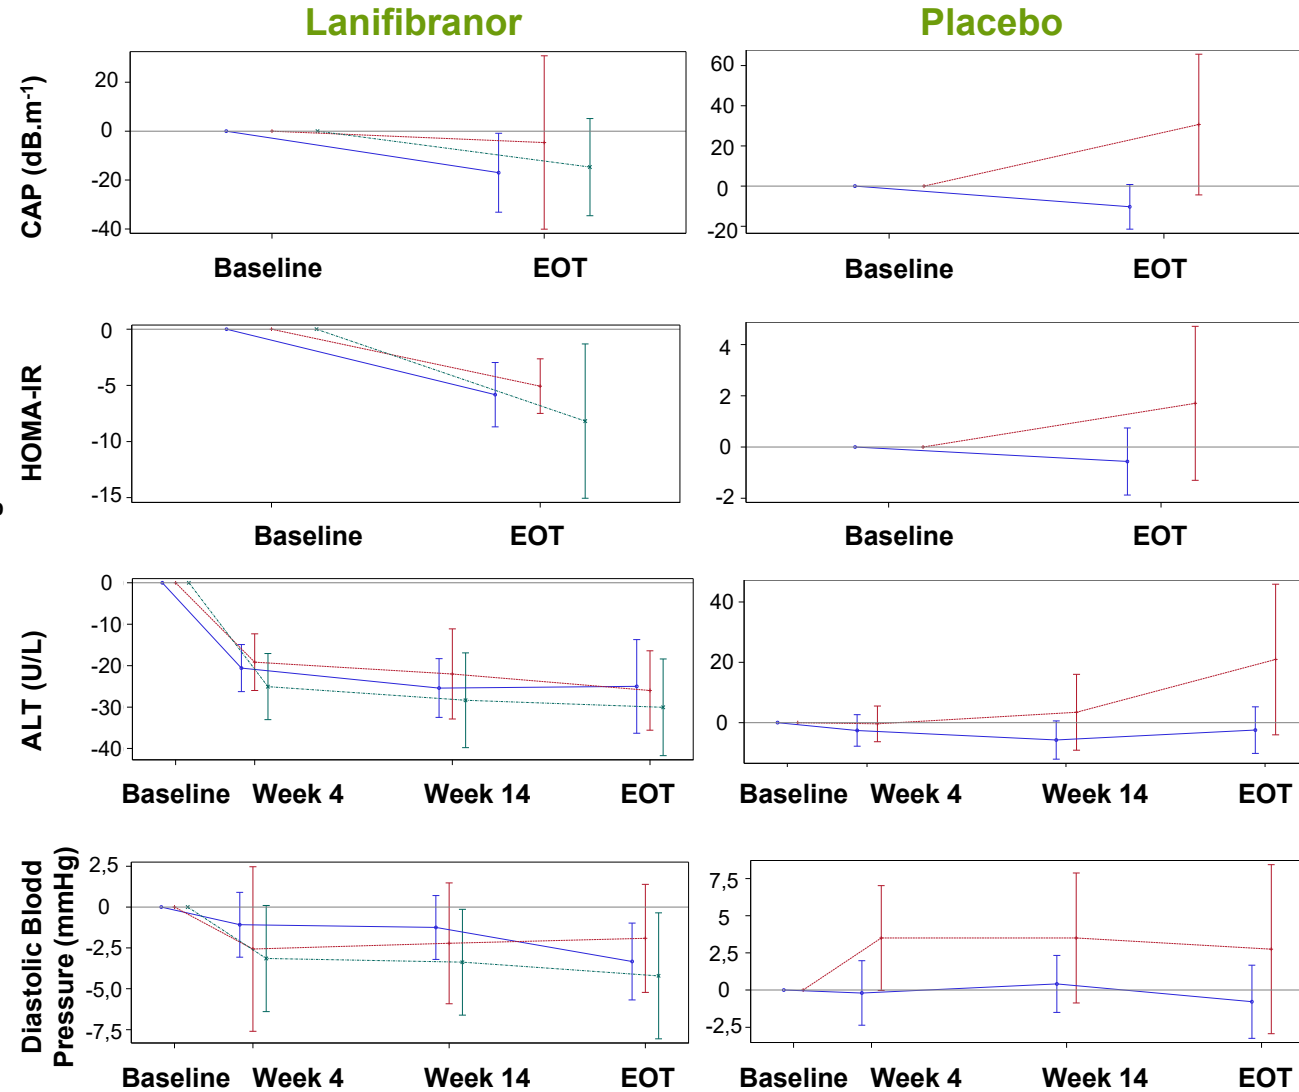 Lanifibranor Placebo
CAP (dB.m-1)
20
0
-20
-40
Baseline EOT
60
40
20
0
-20
Baseline EOT
HOMA-IR
0
-5
-10
-15
Baseline EOT
4
2
0
-2
Baseline EOT
ALT (U/L)
0
-10
-20
-30
-40
Baseline Week 4 Week 14 EOT
40
20
0
Baseline Week 4 Week 14 EOT
Diastolic Blodd
Pressure (mmHg)
2,5
0
-2,5
-5,0
-7,5
Baseline Week 4 Week 14 EOT
7,5
5
2,5
0
-2,5
Baseline Week 4 Week 14 EOT